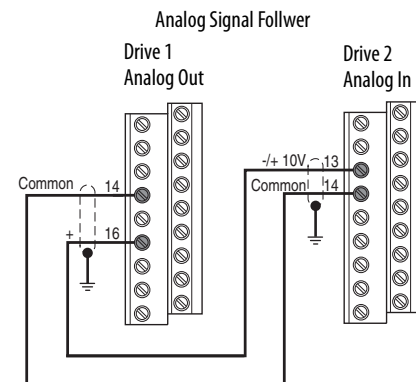 Analog Signal Follwer
Drive 1
Analog Out
Drive 2
Analog In
-/+ 10V 13
Common 14
Common 14
+ 16